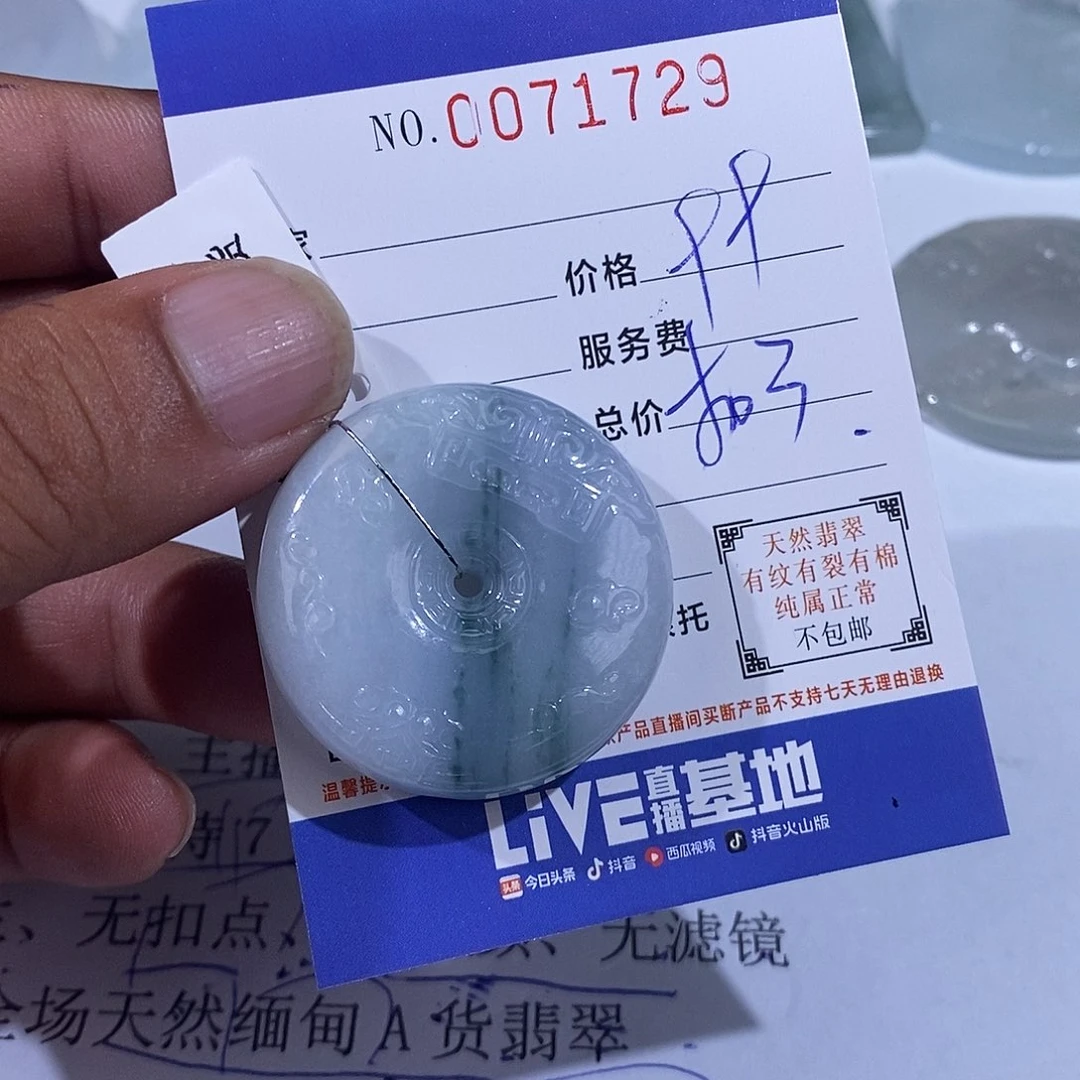 NO.0071729
价格
服务费
总价
天然翡翠
有纹有裂有棉
纯属正常
不包邮
托
产品直播间买断产品不支持七天无理由退换
温馨提
LiVE直播基地
头条 今日头条 抖音 西瓜视频 抖音火山版
、无扣点、 无滤镜
全场天然缅甸A货翡翠